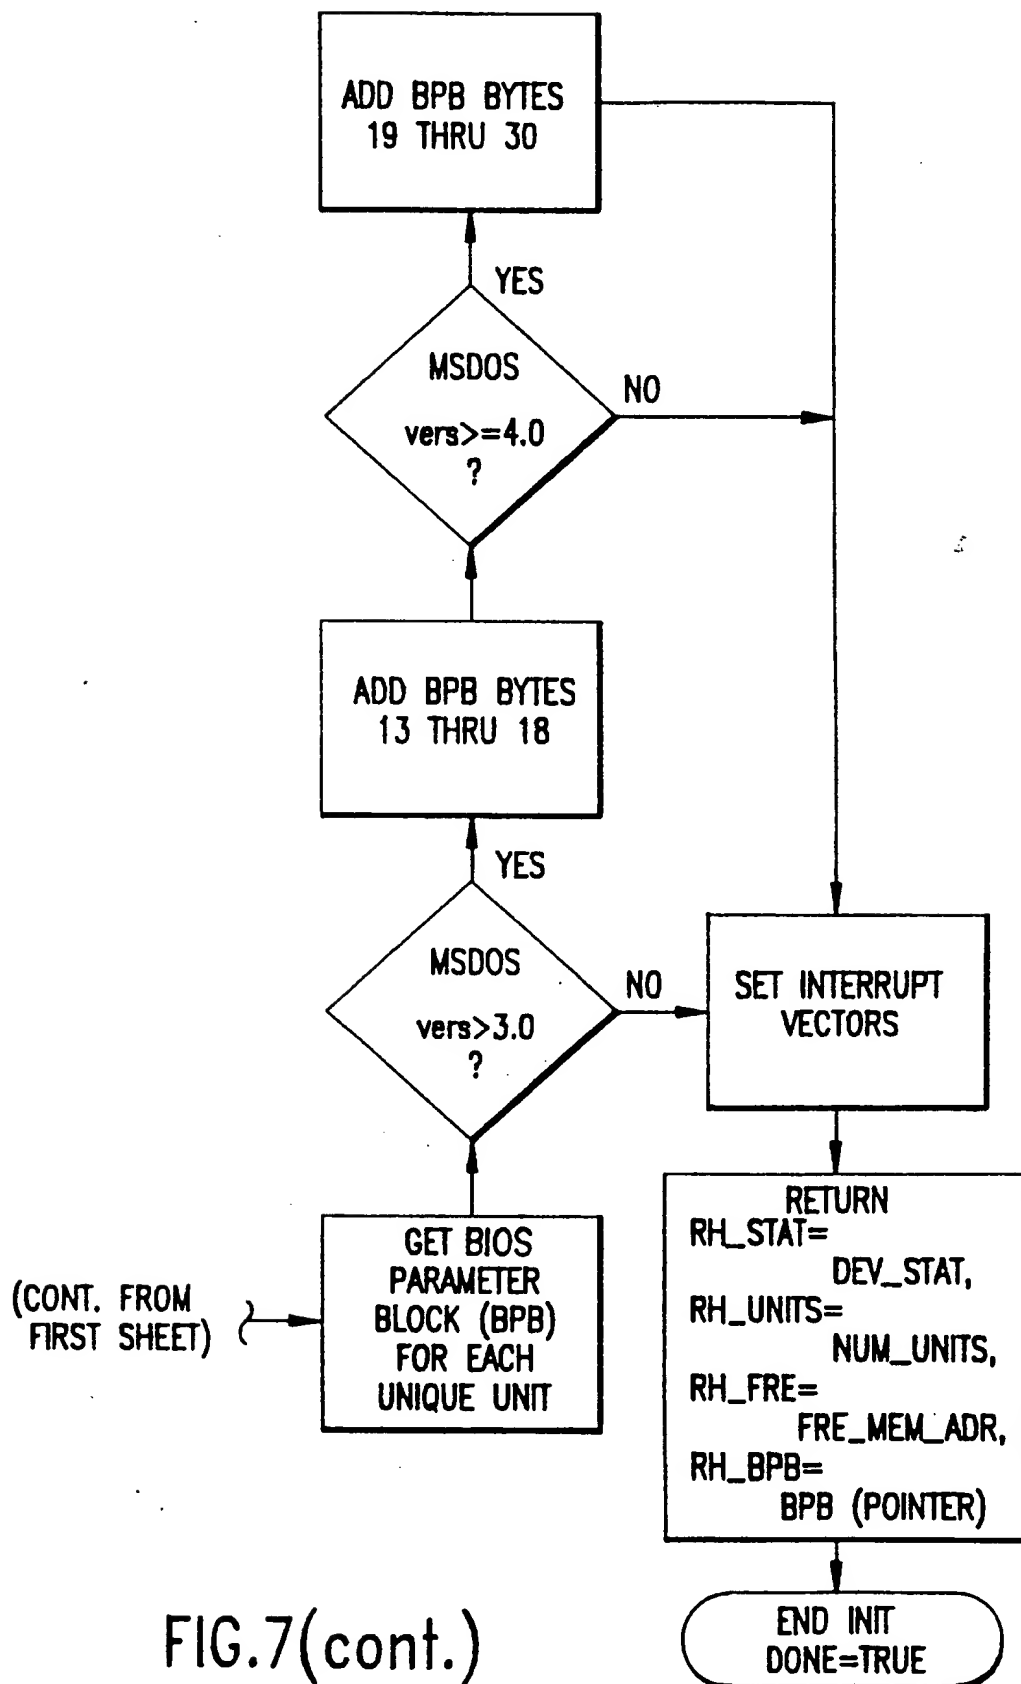 ADD BPB BYTES
19 THRU 30
YES
MSDOS
vers>=4.0
?
NO
ADD BPB BYTES
13 THRU 18
YES
MSDOS
vers>3.0
?
NO
SET INTERRUPT
VECTORS
GET BIOS
PARAMETER
BLOCK (BPB)
FOR EACH
UNIQUE UNIT
(CONT. FROM
FIRST SHEET)
RETURN
RH_STAT=
DEV_STAT,
RH_UNITS=
NUM_UNITS,
RH_FRE=
FRE_MEM_ADR,
RH_BPB=
BPB (POINTER)
END INIT
DONE=TRUE
FIG.7(cont.)